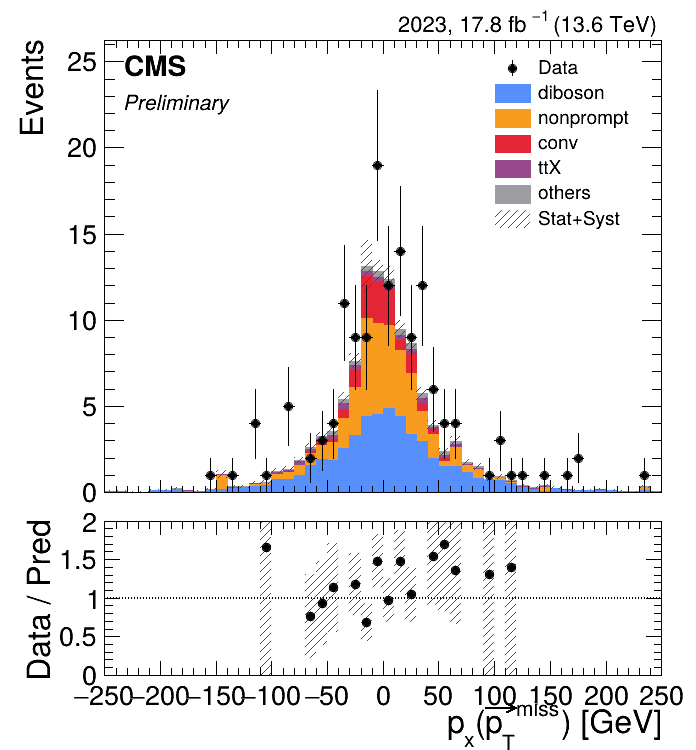 2023, 17.8 fb⁻¹ (13.6 TeV)
CMS
Preliminary
Events
25
20
15
10
5
0
Data
diboson
nonprompt
conv
ttX
others
Stat+Syst
Data / Pred
2
1.5
1
0.5
0
−250 −200 −150 −100 −50 0 50 100 150 200 250
pₓ(p_T^miss) [GeV]